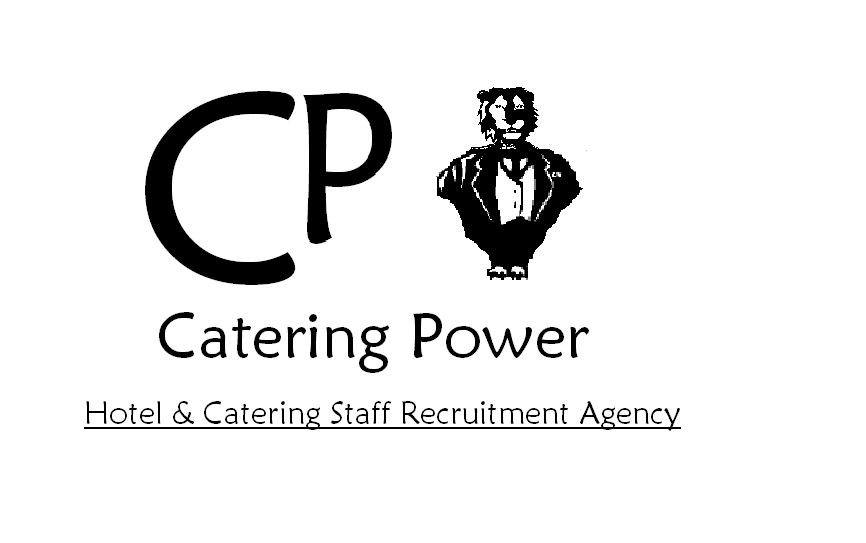 CP
Catering Power
Hotel & Catering Staff Recruitment Agency